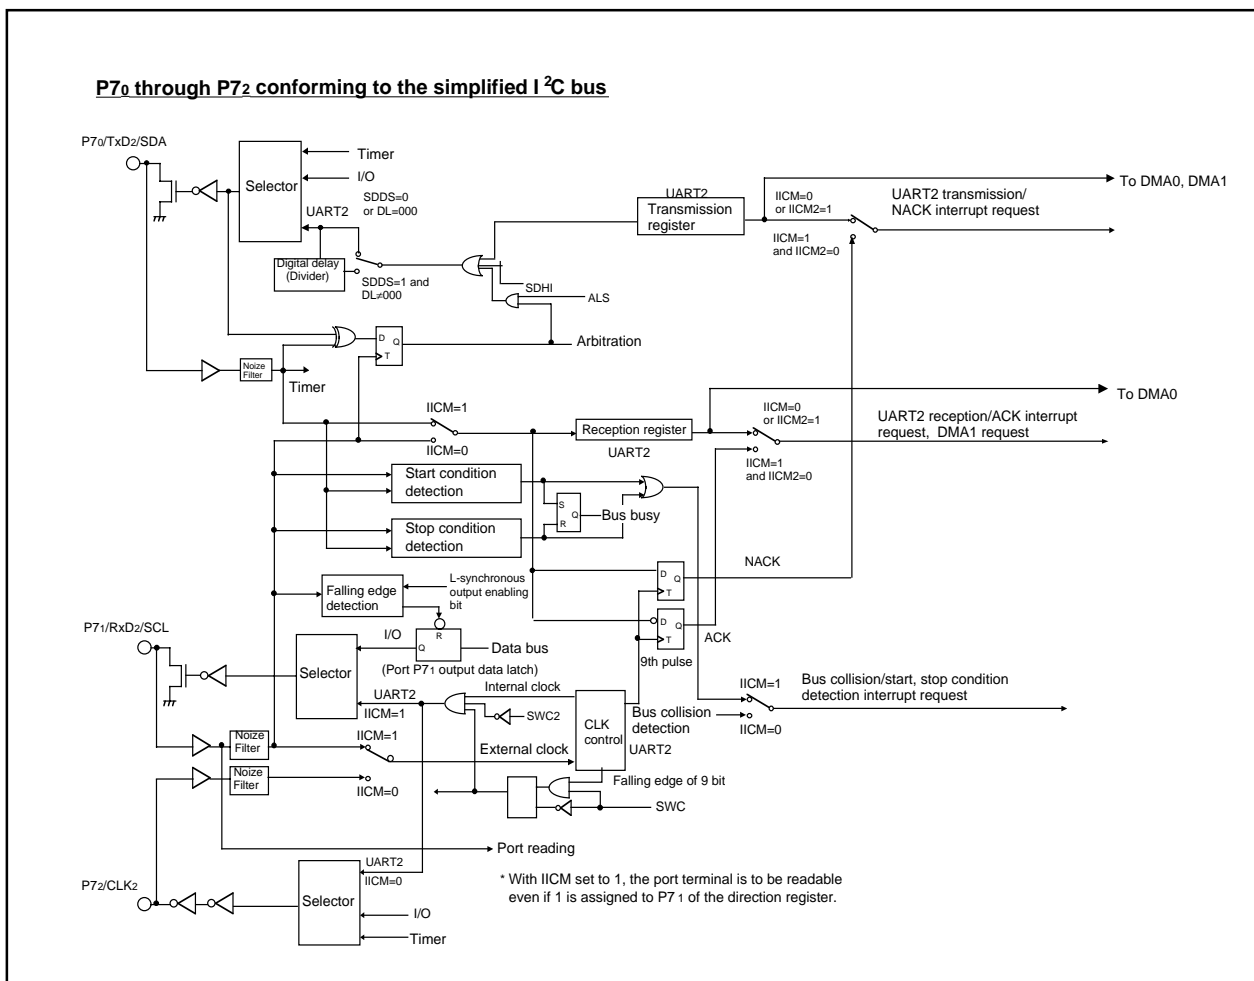 P70 through P72 conforming to the simplified I 2C bus
P70/TxD2/SDA
Selector
Timer
I/O
UART2
SDDS=0
or DL=000
Digital delay
(Divider)
SDDS=1 and
DL≠000
SDHI
ALS
UART2
Transmission
register
IICM=0
or IICM2=1
IICM=1
and IICM2=0
To DMA0, DMA1
UART2 transmission/
NACK interrupt request
D
Q
T
Arbitration
Noize
Filter
Timer
IICM=1
IICM=0
Reception register
UART2
To DMA0
IICM=0
or IICM2=1
IICM=1
and IICM2=0
UART2 reception/ACK interrupt
request, DMA1 request
Start condition
detection
Stop condition
detection
S
R
Q
Bus busy
NACK
D
Q
T
D
Q
T
ACK
9th pulse
Falling edge
detection
L-synchronous
output enabling
bit
P71/RxD2/SCL
I/O
R
Q
Data bus
(Port P71 output data latch)
Selector
UART2
IICM=1
Internal clock
SWC2
CLK
control
UART2
Bus collision
detection
IICM=1
IICM=0
Bus collision/start, stop condition
detection interrupt request
Noize
Filter
IICM=1
External clock
Noize
Filter
IICM=0
Falling edge of 9 bit
SWC
Port reading
P72/CLK2
Selector
UART2
IICM=0
I/O
Timer
* With IICM set to 1, the port terminal is to be readable
even if 1 is assigned to P7 1 of the direction register.